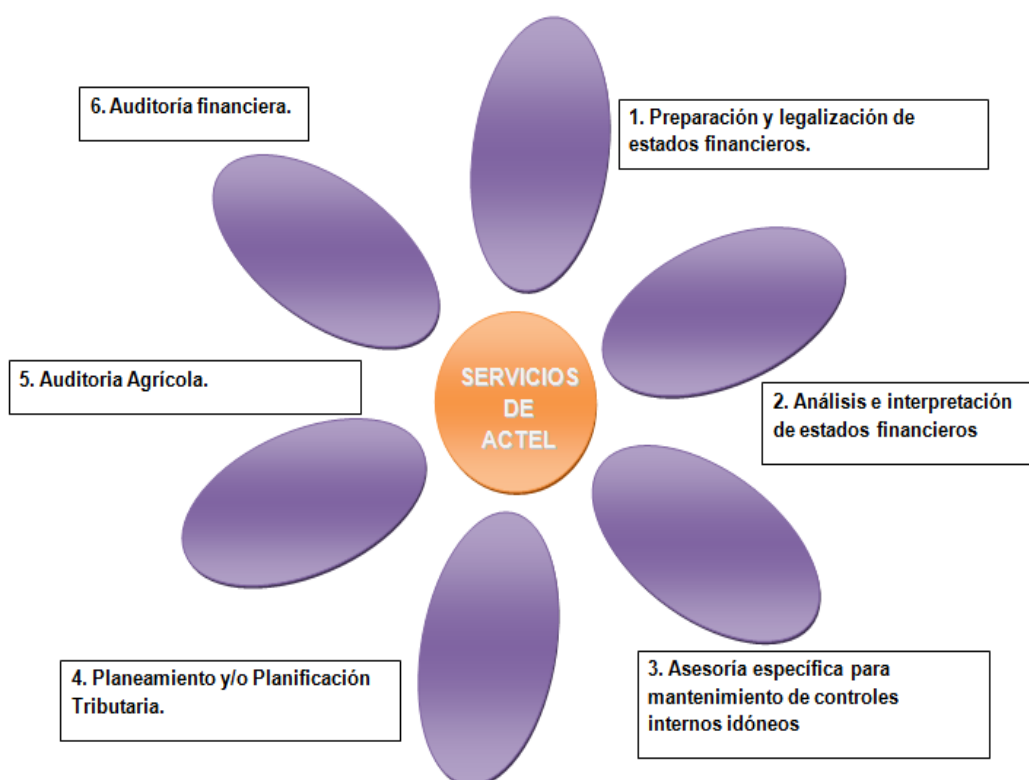 SERVICIOS
DE
ACTEL
1. Preparación y legalización de
estados financieros.
2. Análisis e interpretación
de estados financieros
3. Asesoría específica para
mantenimiento de controles
internos idóneos
4. Planeamiento y/o Planificación
Tributaria.
5. Auditoria Agrícola.
6. Auditoría financiera.